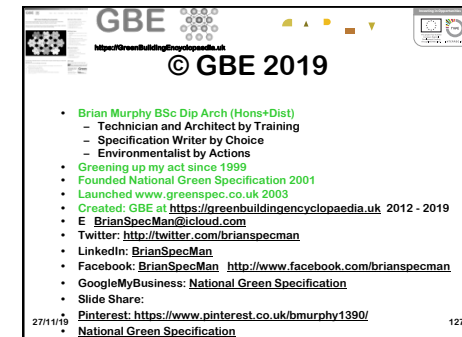 GBE
https://GreenBuildingEncyclopaedia.uk
© GBE 2019
• Brian Murphy BSc Dip Arch (Hons+Dist)
– Technician and Architect by Training
– Specification Writer by Choice
– Environmentalist by Actions
• Greening up my act since 1999
• Founded National Green Specification 2001
• Launched www.greenspec.co.uk 2003
• Created: GBE at https://greenbuildingencyclopaedia.uk 2012 - 2019
• E BrianSpecMan@icloud.com
• Twitter: http://twitter.com/brianspecman
• LinkedIn: BrianSpecMan
• Facebook: BrianSpecMan http://www.facebook.com/brianspecman
• GoogleMyBusiness: National Green Specification
• Slide Share:
• Pinterest: https://www.pinterest.co.uk/bmurphy1390/
27/11/19
127
• National Green Specification